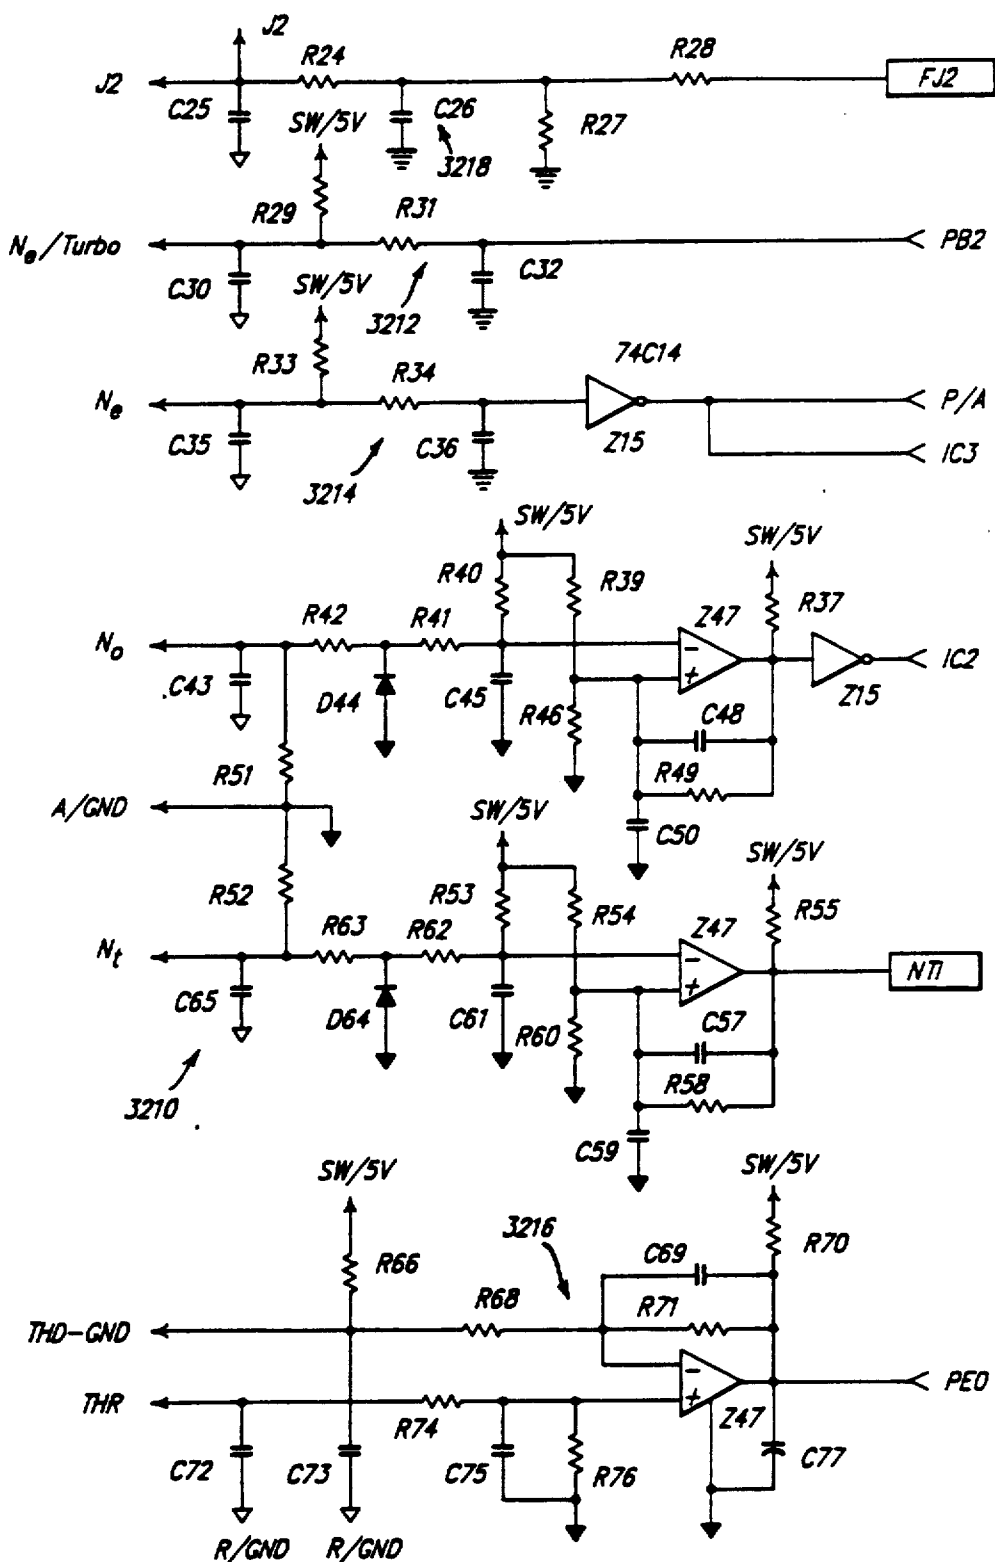 J2
R24
R28
J2
FJ2
C25
C26
R27
SW/5V
3218
R29
R31
Ne/Turbo
PB2
C30
SW/5V
C32
3212
74C14
R33
R34
Ne
P/A
C35
C36
Z15
IC3
3214
SW/5V
SW/5V
R40
R39
R42
R41
Z47
R37
No
-
IC2
C43
D44
C45
+
Z15
R46
C48
R51
R49
A/GND
SW/5V
C50
SW/5V
R52
R53
R54
R55
R63
R62
Z47
Nt
-
NTI
C65
D64
C61
+
R60
C57
R58
3210
C59
SW/5V
SW/5V
3216
C69
R70
R66
R68
R71
THD-GND
-
THR
+
PE0
R74
Z47
C72
C73
C75
R76
C77
R/GND
R/GND